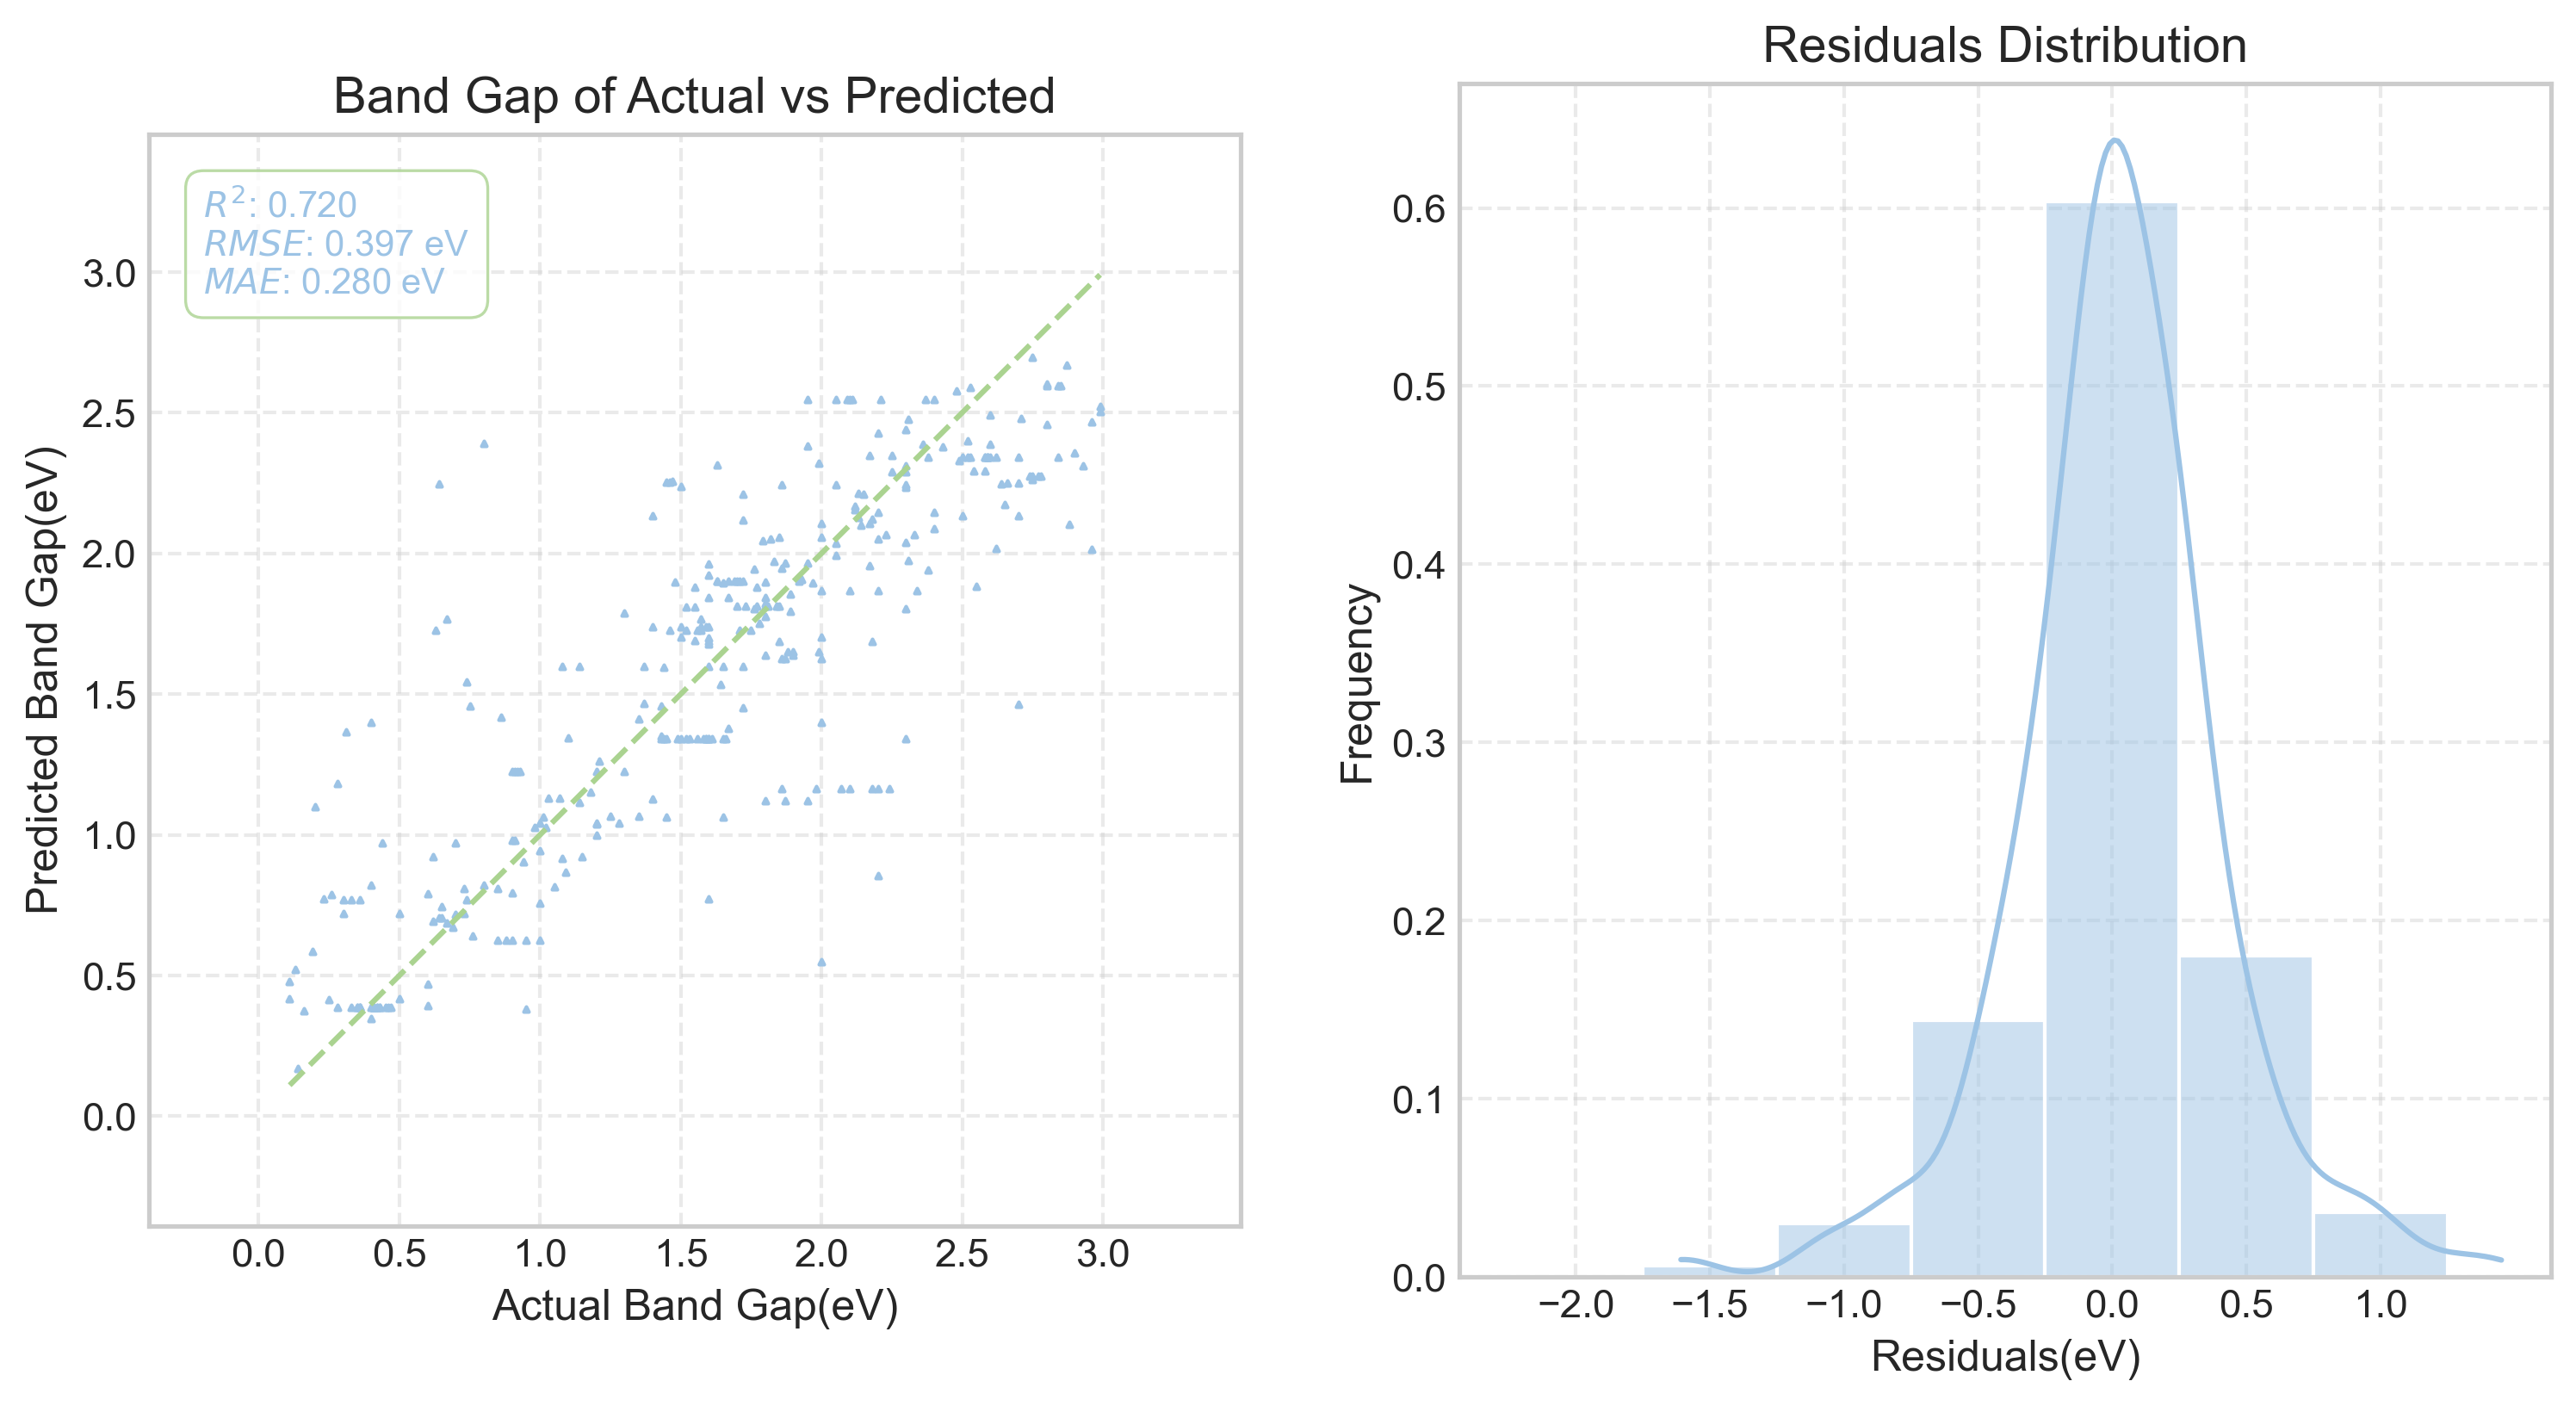 Band Gap of Actual vs Predicted
R²: 0.720
RMSE: 0.397 eV
MAE: 0.280 eV
3.0
2.5
2.0
1.5
1.0
0.5
0.0
Predicted Band Gap(eV)
0.0 0.5 1.0 1.5 2.0 2.5 3.0
Actual Band Gap(eV)
Residuals Distribution
0.6
0.5
0.4
0.3
0.2
0.1
0.0
Frequency
−2.0 −1.5 −1.0 −0.5 0.0 0.5 1.0
Residuals(eV)